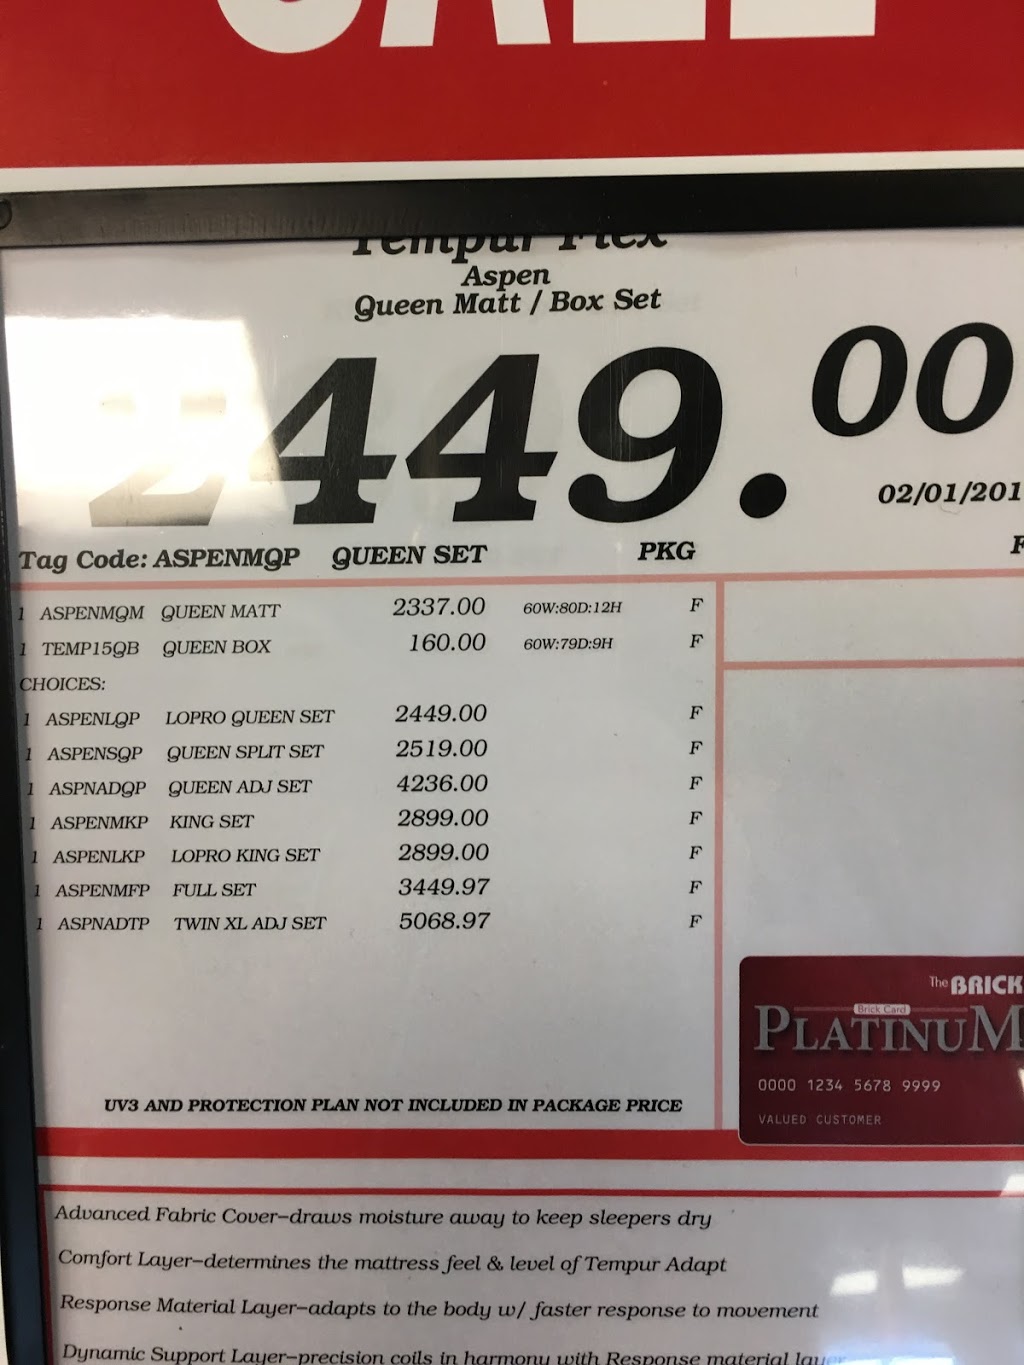 SALE
Tempur Flex
Aspen
Queen Matt / Box Set
2449.00
02/01/201
Tag Code: ASPENMQP QUEEN SET PKG F
1 ASPENMQM QUEEN MATT 2337.00 60W:80D:12H F
1 TEMP15QB QUEEN BOX 160.00 60W:79D:9H F
CHOICES:
1 ASPENLQP LOPRO QUEEN SET 2449.00 F
1 ASPENSQP QUEEN SPLIT SET 2519.00 F
1 ASPNADQP QUEEN ADJ SET 4236.00 F
1 ASPENMKP KING SET 2899.00 F
1 ASPENLKP LOPRO KING SET 2899.00 F
1 ASPENMFP FULL SET 3449.97 F
1 ASPNADTP TWIN XL ADJ SET 5068.97 F
The BRICK
Brick Card
PLATINUM
0000 1234 5678 9999
VALUED CUSTOMER
UV3 AND PROTECTION PLAN NOT INCLUDED IN PACKAGE PRICE
Advanced Fabric Cover-draws moisture away to keep sleepers dry
Comfort Layer-determines the mattress feel & level of Tempur Adapt
Response Material Layer-adapts to the body w/ faster response to movement
Dynamic Support Layer-precision coils in harmony with Response material layer